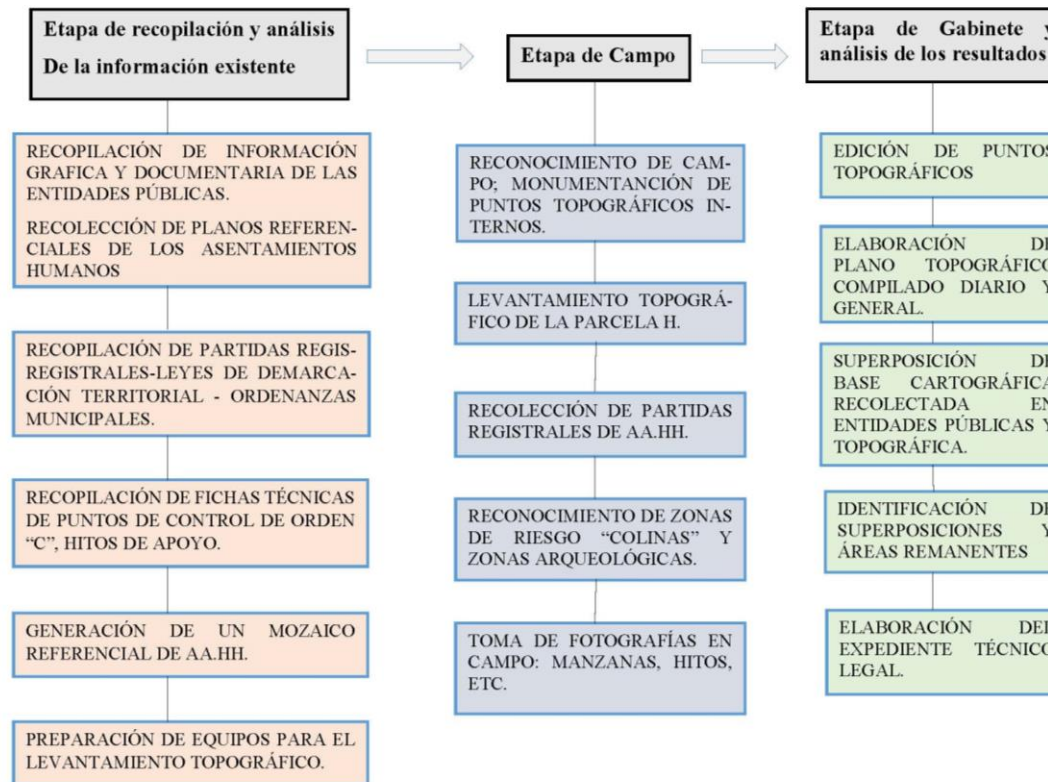 Etapa de recopilación y análisis
De la información existente
RECOPILACIÓN DE INFORMACIÓN
GRAFICA Y DOCUMENTARIA DE LAS
ENTIDADES PÚBLICAS.
RECOLECCIÓN DE PLANOS REFEREN-
CIALES DE LOS ASENTAMIENTOS
HUMANOS
RECOPILACIÓN DE PARTIDAS REGIS-
REGISTRALES-LEYES DE DEMARCA-
CIÓN TERRITORIAL - ORDENANZAS
MUNICIPALES.
RECOPILACIÓN DE FICHAS TÉCNICAS
DE PUNTOS DE CONTROL DE ORDEN
“C”, HITOS DE APOYO.
GENERACIÓN DE UN MOZAICO
REFERENCIAL DE AA.HH.
PREPARACIÓN DE EQUIPOS PARA EL
LEVANTAMIENTO TOPOGRÁFICO.
Etapa de Campo
RECONOCIMIENTO DE CAM-
PO; MONUMENTANCIÓN DE
PUNTOS TOPOGRÁFICOS IN-
TERNOS.
LEVANTAMIENTO TOPOGRÁ-
FICO DE LA PARCELA H.
RECOLECCIÓN DE PARTIDAS
REGISTRALES DE AA.HH.
RECONOCIMIENTO DE ZONAS
DE RIESGO “COLINAS” Y
ZONAS ARQUEOLÓGICAS.
TOMA DE FOTOGRAFÍAS EN
CAMPO: MANZANAS, HITOS,
ETC.
Etapa de Gabinete y
análisis de los resultados
EDICIÓN DE PUNTOS
TOPOGRÁFICOS
ELABORACIÓN DE
PLANO TOPOGRÁFICO
COMPILADO DIARIO Y
GENERAL.
SUPERPOSICIÓN DE
BASE CARTOGRÁFICA
RECOLECTADA EN
ENTIDADES PÚBLICAS Y
TOPOGRÁFICA.
IDENTIFICACIÓN DE
SUPERPOSICIONES Y
ÁREAS REMANENTES
ELABORACIÓN DEL
EXPEDIENTE TÉCNICO
LEGAL.